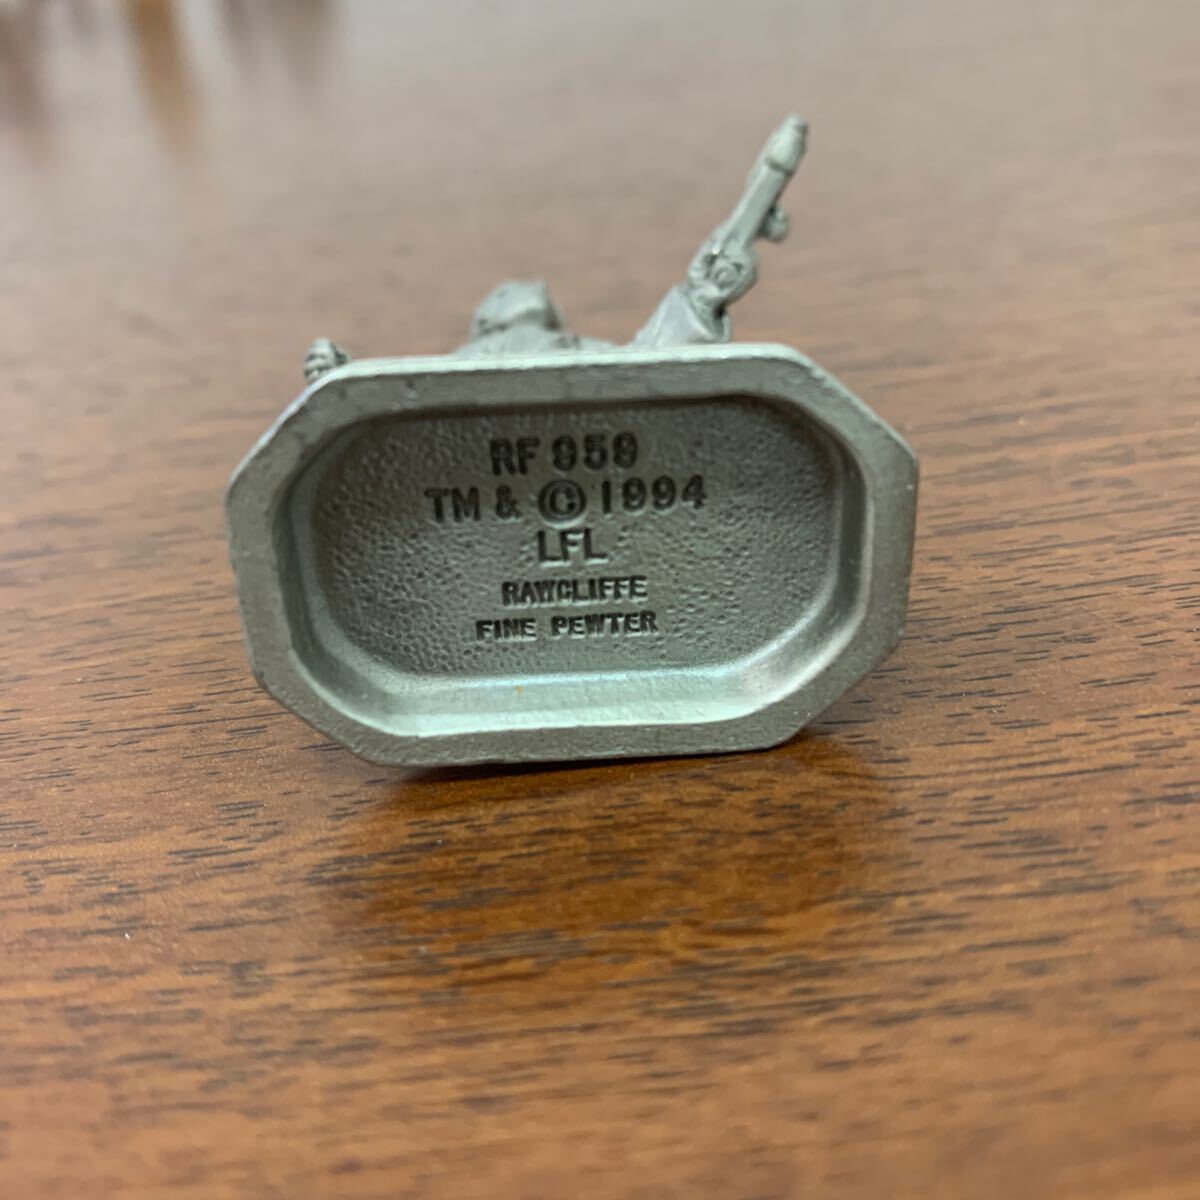 RF 959
TM & © 1994
LFL
RAWCLIFFE
FINE PEWTER